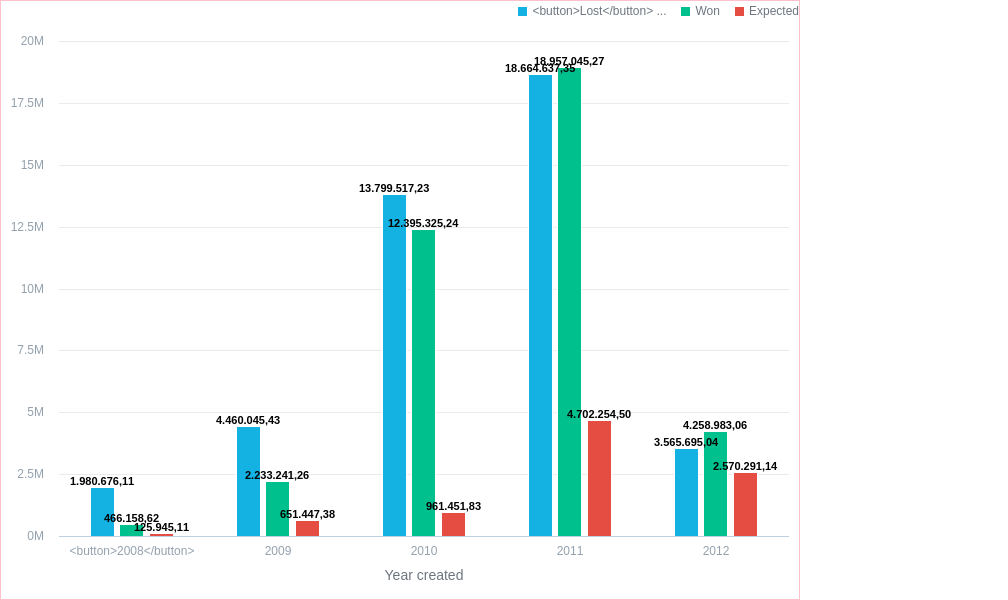 <button>Lost</button> ... Won Expected
20M
17.5M
15M
12.5M
10M
7.5M
5M
2.5M
0M
18.957.045,27
18.664.637,35
13.799.517,23
12.395.325,24
4.460.045,43
4.702.254,50
4.258.983,06
3.565.695,04
2.570.291,14
2.233.241,26
1.980.676,11
961.451,83
651.447,38
466.158,62
125.945,11
<button>2008</button> 2009 2010 2011 2012
Year created